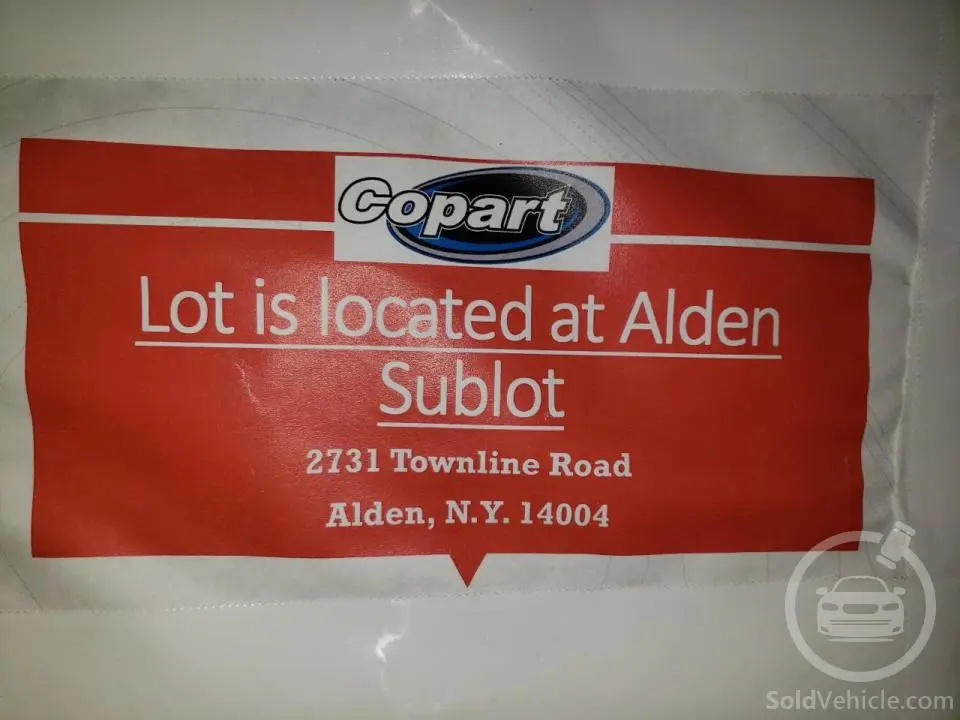 Copart
Lot is located at Alden
Sublot
2731 Townline Road
Alden, N.Y. 14004
SoldVehicle.com